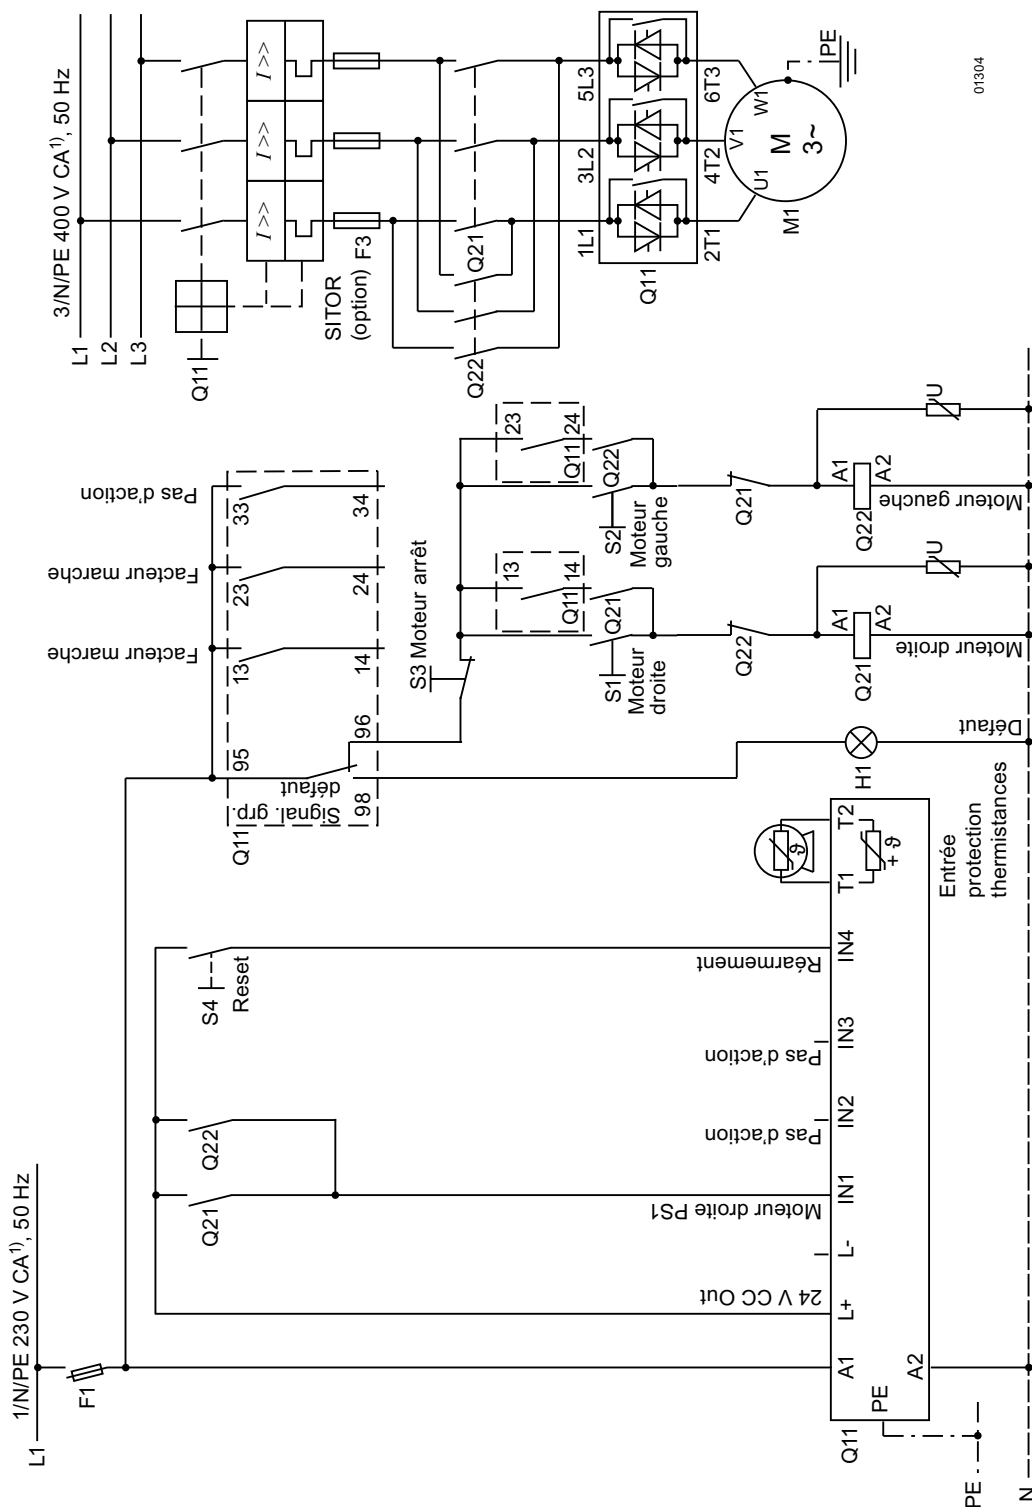 1/N/PE 230 V CA1), 50 Hz
L1
F1
Q21
Q22
S4
Reset
Q11
95
13
23
33
Signal. grp.
défaut
98
96
14
24
34
Facteur marche
Facteur marche
Pas d'action
S3 Moteur arrêt
13
Q11
14
Q21
S1
Moteur
droite
23
Q11
24
Q22
S2
Moteur
gauche
Q22
Q21
Q21
A1
A2
Moteur droite
U
Q22
A1
A2
Moteur gauche
U
H1
Défaut
24 V CC Out
Moteur droite PS1
Pas d'action
Pas d'action
Réarmement
A1
L+
L-
IN1
IN2
IN3
IN4
T1
T2
ϑ
+ ϑ
Q11
PE
A2
Entrée
protection
thermistances
PE
N
3/N/PE 400 V CA1), 50 Hz
L1
L2
L3
Q11
I>>
I>>
I>>
SITOR
(option)
F3
Q22
Q21
1L1
3L2
5L3
Q11
2T1
4T2
6T3
U1
V1
W1
M
3~
M1
PE
01304